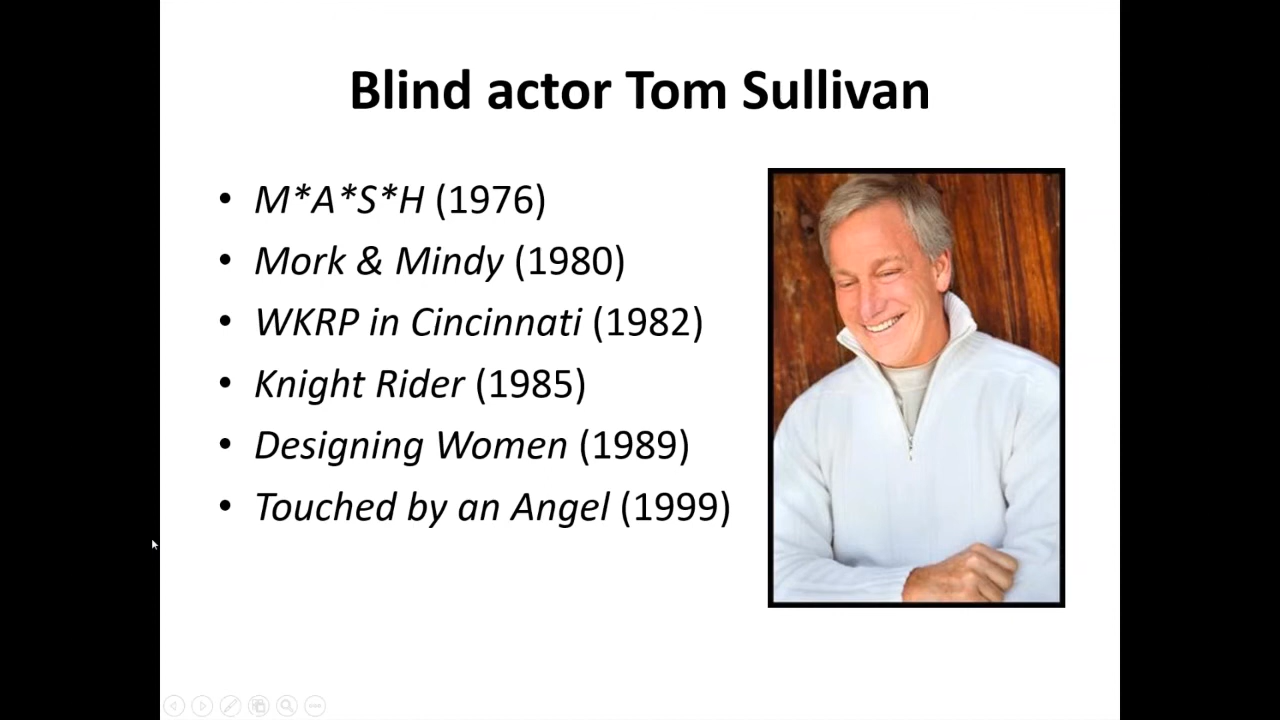 Blind actor Tom Sullivan
• M*A*S*H (1976)
• Mork & Mindy (1980)
• WKRP in Cincinnati (1982)
• Knight Rider (1985)
• Designing Women (1989)
• Touched by an Angel (1999)